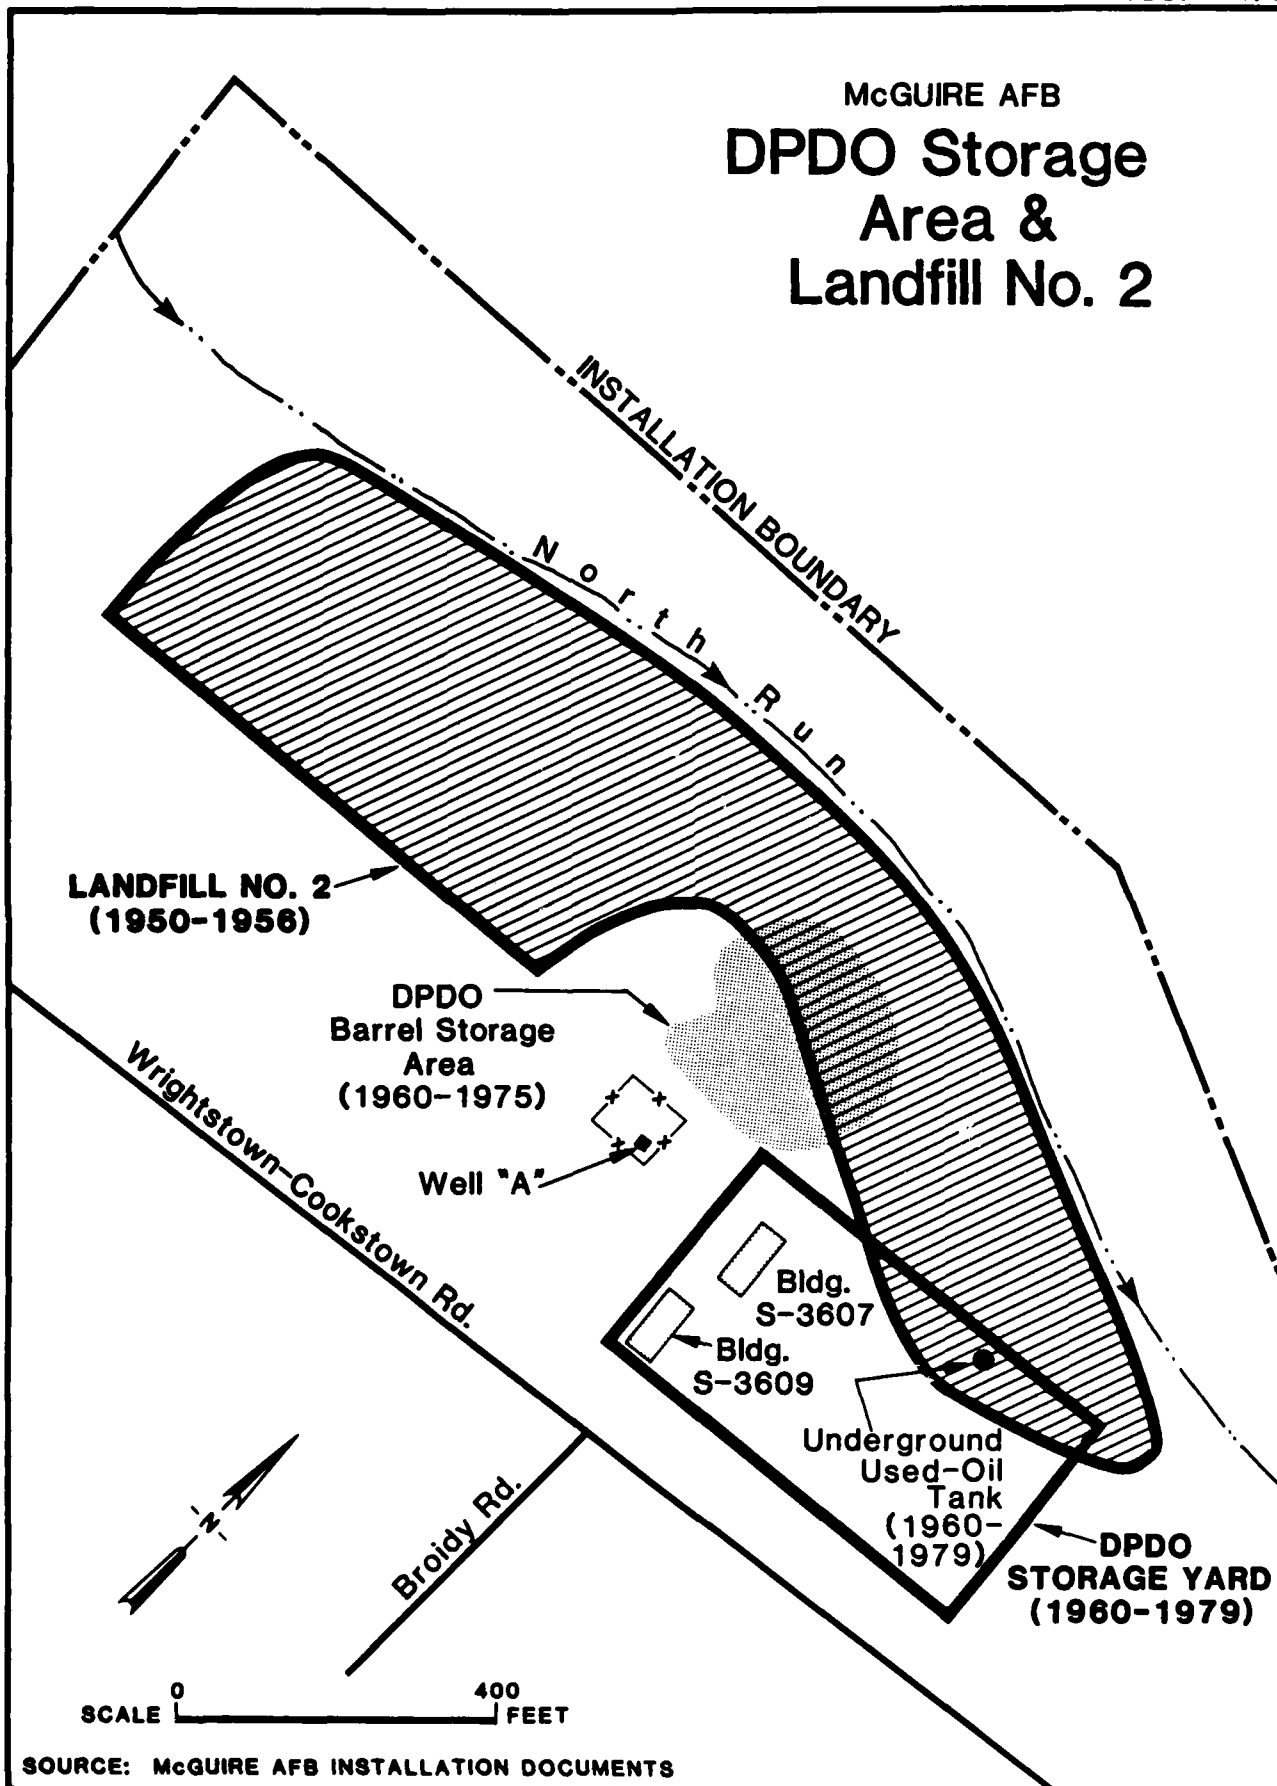 McGUIRE AFB
DPDO Storage
Area &
Landfill No. 2
INSTALLATION BOUNDARY
North Run
LANDFILL NO. 2
(1950-1956)
DPDO
Barrel Storage
Area
(1960-1975)
Well "A"
Wrightstown-Cookstown Rd.
Bldg.
S-3607
Bldg.
S-3609
Underground
Used-Oil
Tank
(1960-
1979)
DPDO
STORAGE YARD
(1960-1979)
Broidy Rd.
N
0 400
SCALE FEET
SOURCE: McGUIRE AFB INSTALLATION DOCUMENTS